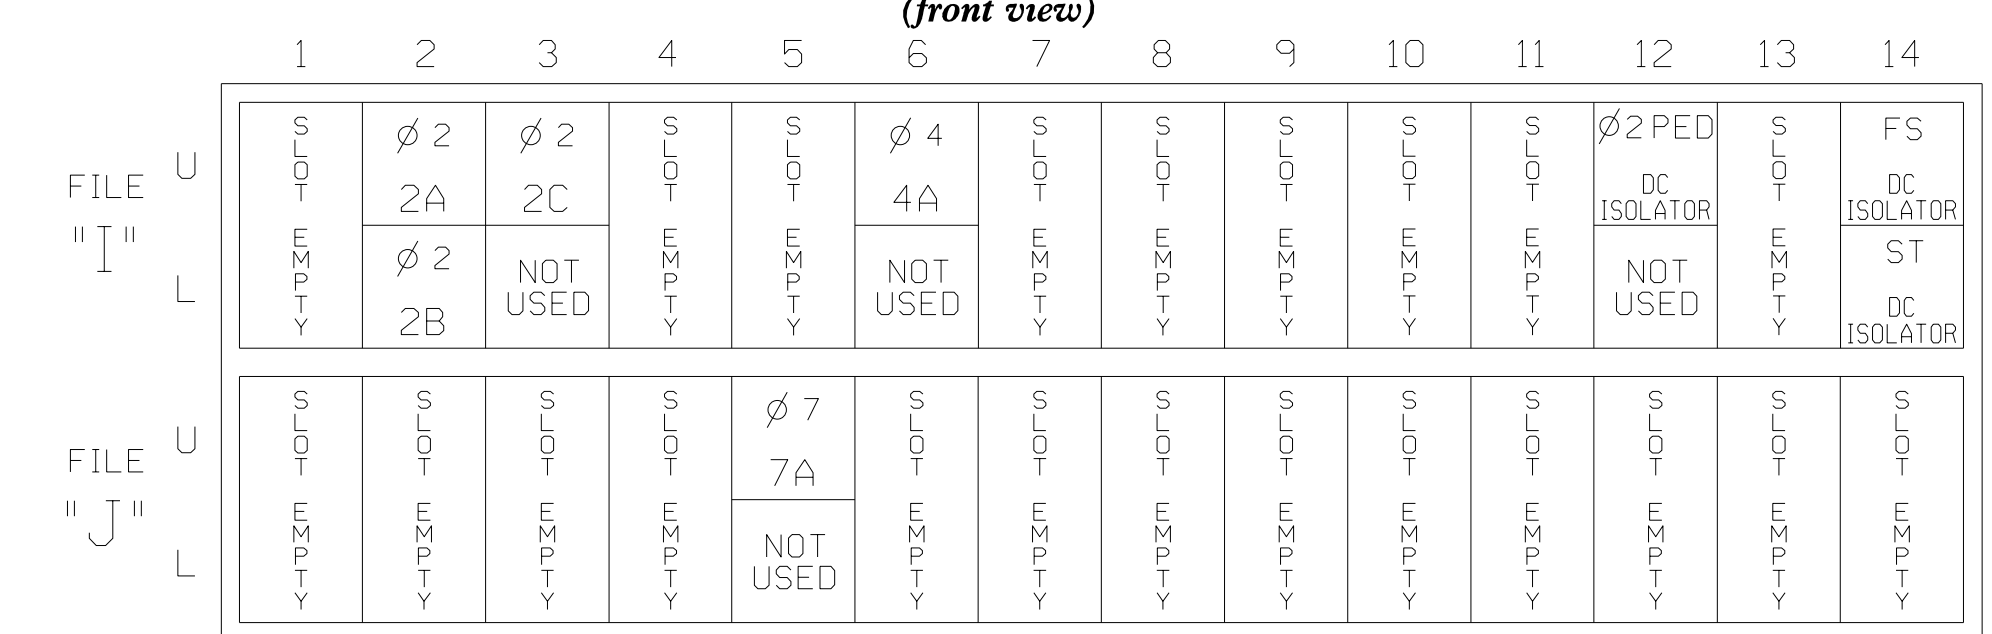 (front view)
1 2 3 4 5 6 7 8 9 10 11 12 13 14
FILE "I"
U
L
SLOT EMPTY
Ø 2
2A
Ø 2
2B
Ø 2
2C
NOT
USED
SLOT EMPTY
SLOT EMPTY
Ø 4
4A
NOT
USED
SLOT EMPTY
SLOT EMPTY
SLOT EMPTY
SLOT EMPTY
SLOT EMPTY
Ø2 PED
DC
ISOLATOR
NOT
USED
SLOT EMPTY
FS
DC
ISOLATOR
ST
DC
ISOLATOR
FILE "J"
U
L
SLOT EMPTY
SLOT EMPTY
SLOT EMPTY
SLOT EMPTY
Ø 7
7A
NOT
USED
SLOT EMPTY
SLOT EMPTY
SLOT EMPTY
SLOT EMPTY
SLOT EMPTY
SLOT EMPTY
SLOT EMPTY
SLOT EMPTY
SLOT EMPTY